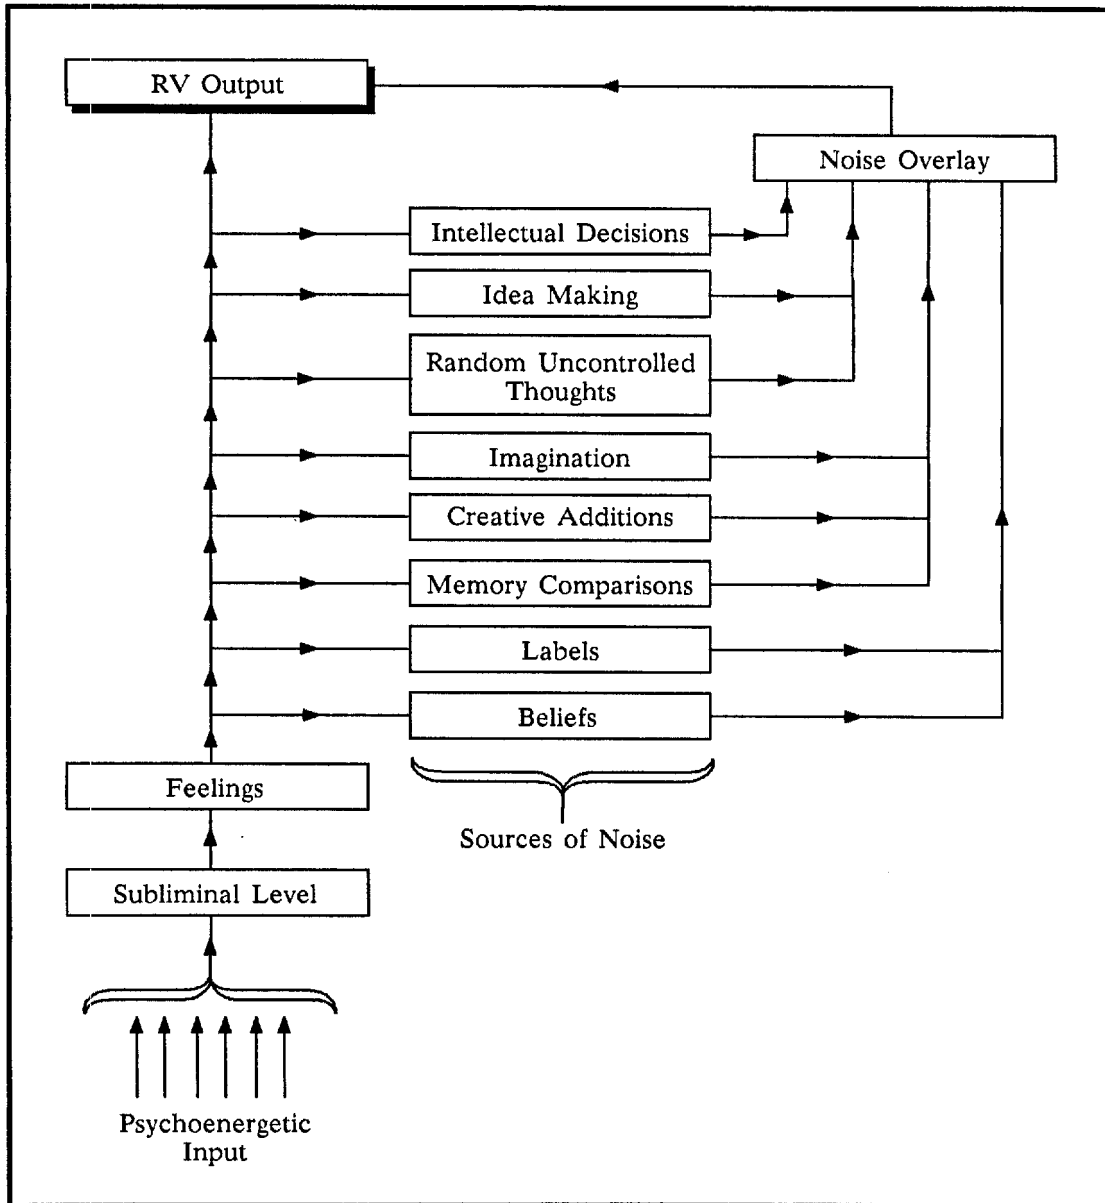 RV Output
Noise Overlay
Intellectual Decisions
Idea Making
Random Uncontrolled
Thoughts
Imagination
Creative Additions
Memory Comparisons
Labels
Beliefs
Feelings
Sources of Noise
Subliminal Level
Psychoenergetic
Input